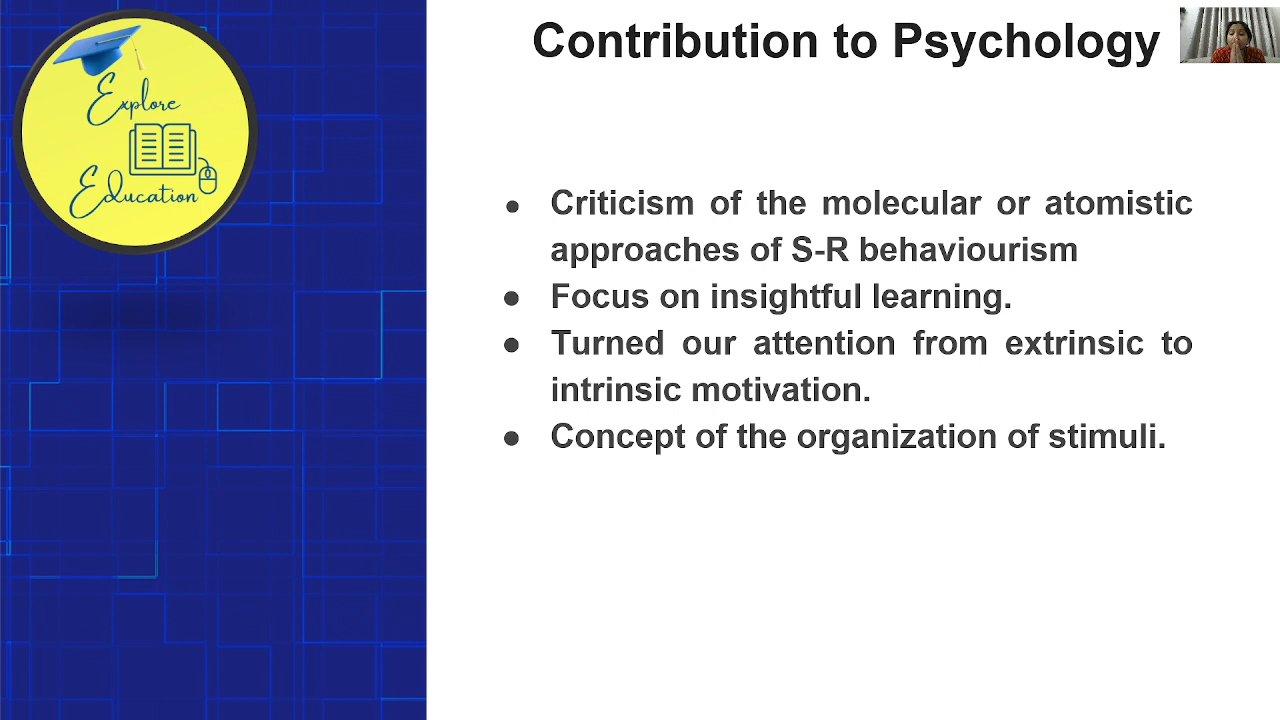 Explore
Education
Contribution to Psychology
● Criticism of the molecular or atomistic
approaches of S-R behaviourism
● Focus on insightful learning.
● Turned our attention from extrinsic to
intrinsic motivation.
● Concept of the organization of stimuli.